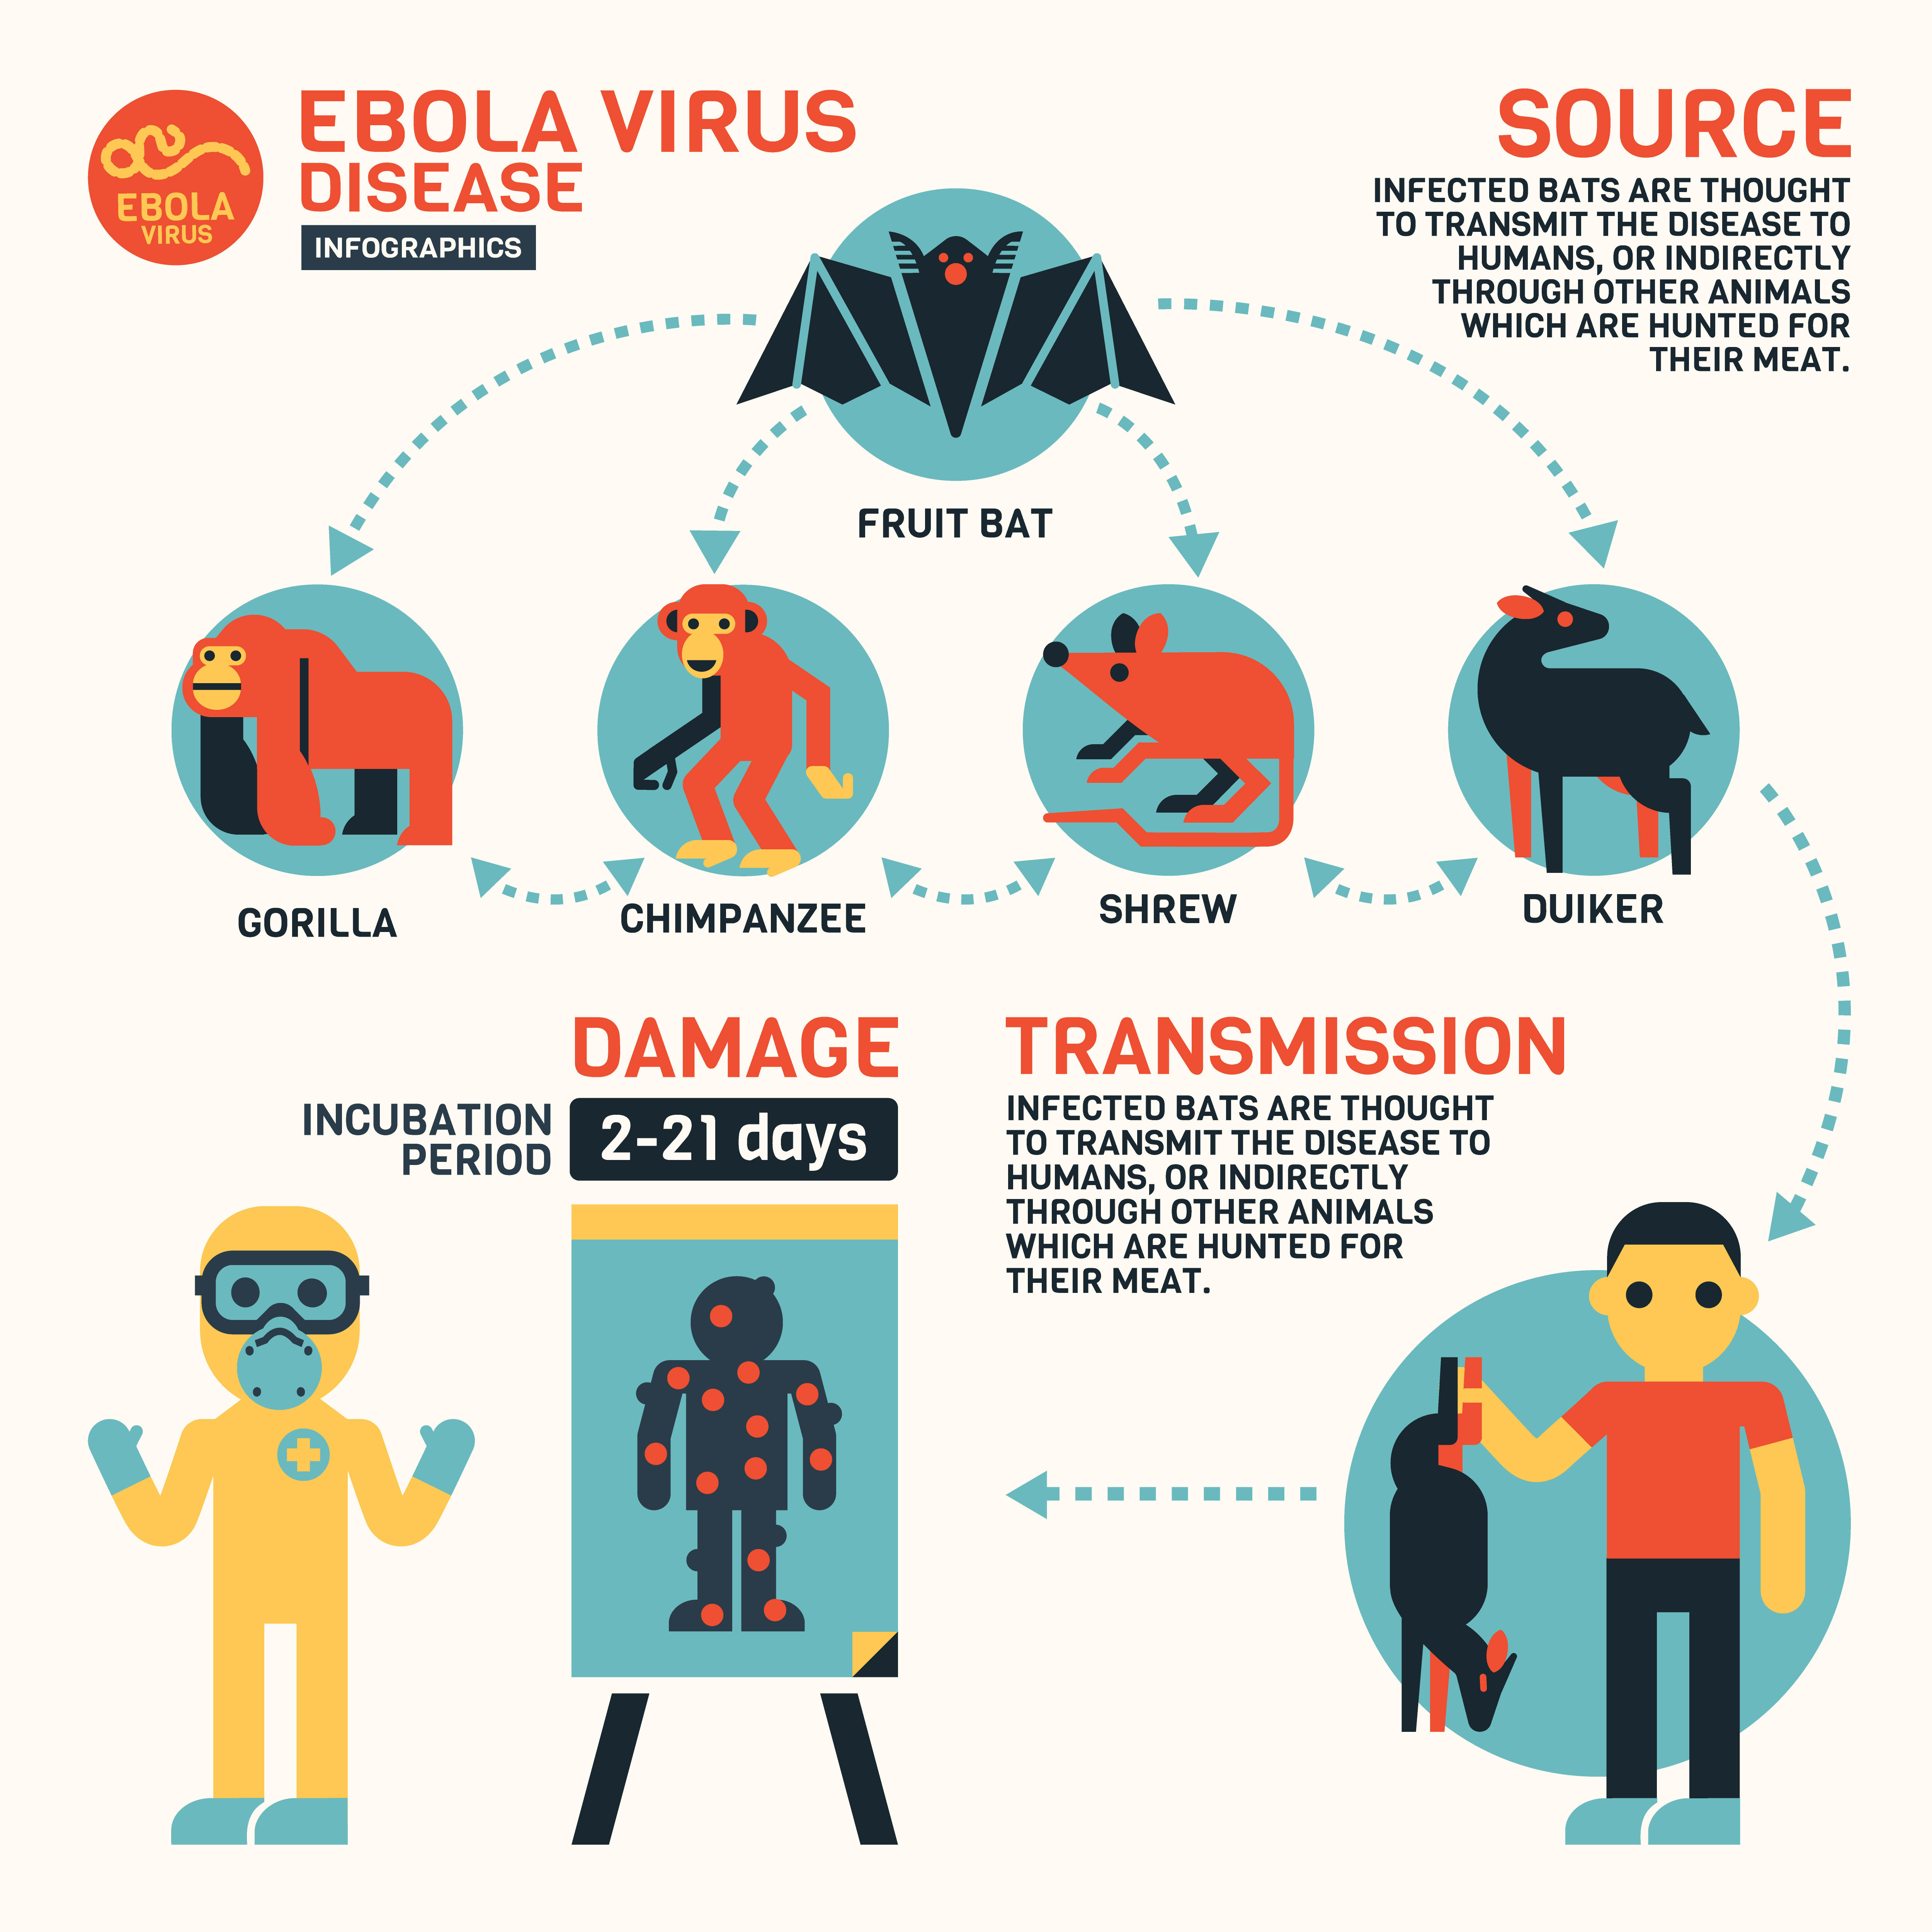 EBOLA
VIRUS
EBOLA VIRUS
DISEASE
INFOGRAPHICS
SOURCE
INFECTED BATS ARE THOUGHT
TO TRANSMIT THE DISEASE TO
HUMANS, OR INDIRECTLY
THROUGH OTHER ANIMALS
WHICH ARE HUNTED FOR
THEIR MEAT.
FRUIT BAT
GORILLA
CHIMPANZEE
SHREW
DUIKER
DAMAGE
INCUBATION
PERIOD
2-21 days
TRANSMISSION
INFECTED BATS ARE THOUGHT
TO TRANSMIT THE DISEASE TO
HUMANS, OR INDIRECTLY
THROUGH OTHER ANIMALS
WHICH ARE HUNTED FOR
THEIR MEAT.